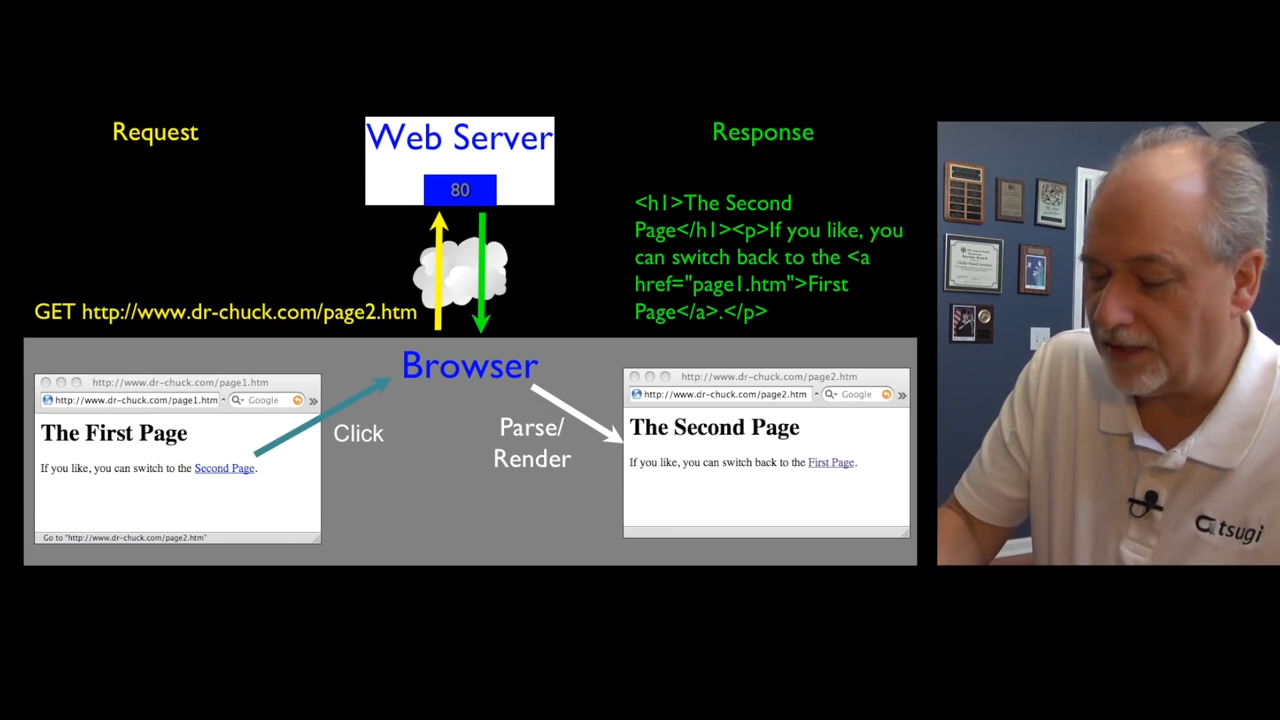 Request
Web Server
80
Response
<h1>The Second
Page</h1><p>If you like, you
can switch back to the <a
href="page1.htm">First
Page</a>.</p>
GET http://www.dr-chuck.com/page2.htm
Browser
http://www.dr-chuck.com/page1.htm
http://www.dr-chuck.com/page1.htm
Google
The First Page
If you like, you can switch to the Second Page.
Go to "http://www.dr-chuck.com/page2.htm"
Click
Parse/
Render
http://www.dr-chuck.com/page2.htm
http://www.dr-chuck.com/page2.htm
Google
The Second Page
If you like, you can switch back to the First Page.
tsugi